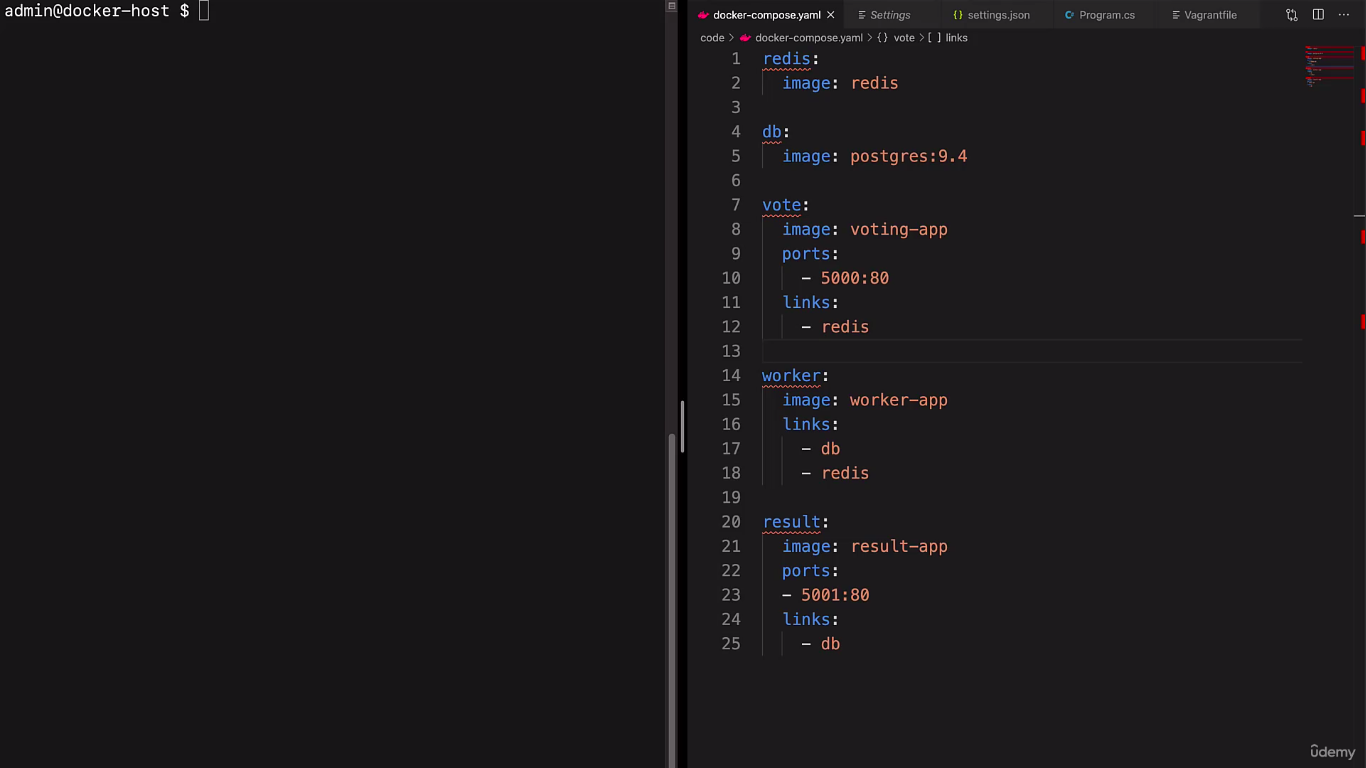 admin@docker-host $
docker-compose.yaml Settings settings.json Program.cs Vagrantfile
code > docker-compose.yaml > {} vote > [ ] links
1 redis:
2 image: redis
3
4 db:
5 image: postgres:9.4
6
7 vote:
8 image: voting-app
9 ports:
10 - 5000:80
11 links:
12 - redis
13
14 worker:
15 image: worker-app
16 links:
17 - db
18 - redis
19
20 result:
21 image: result-app
22 ports:
23 - 5001:80
24 links:
25 - db
ûdemy